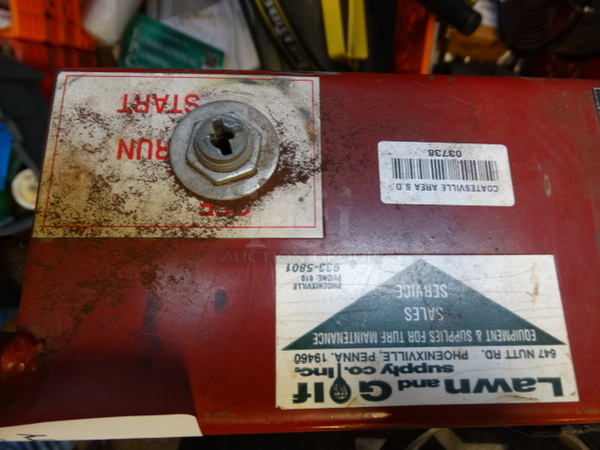 START
RUN
COATESVILLE AREA S.D.
03738
Lawn and Golf
supply co., Inc.
647 NUTT RD. PHOENIXVILLE, PENNA. 19460
EQUIPMENT & SUPPLIES FOR TURF MAINTENANCE
SALES
SERVICE
PHOENIXVILLE
PHONE: 610
933-5801